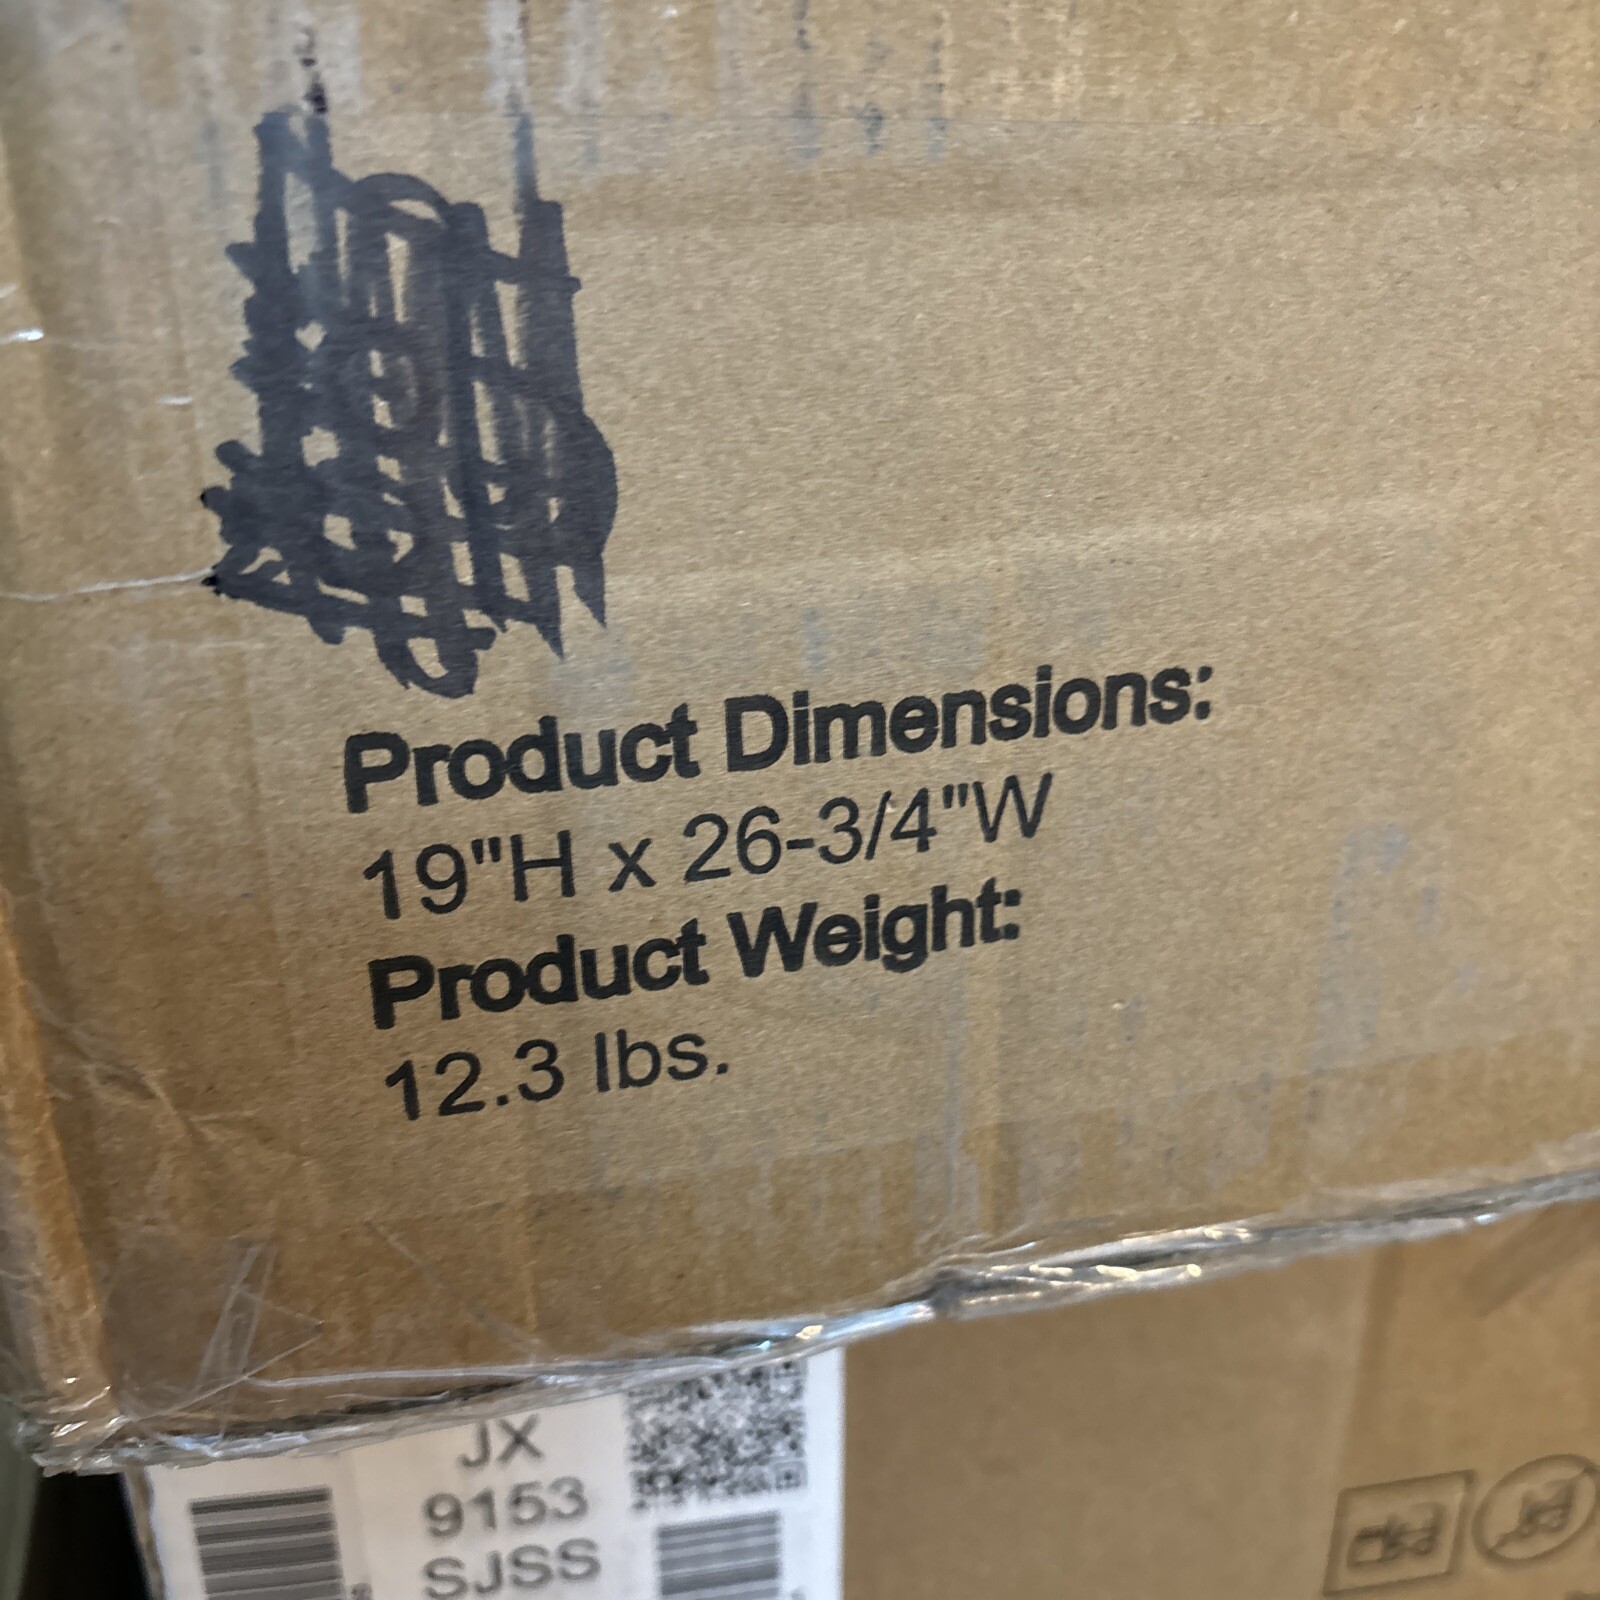 Product Dimensions:
19"H x 26-3/4"W
Product Weight:
12.3 lbs.
JX
9153
SJSS